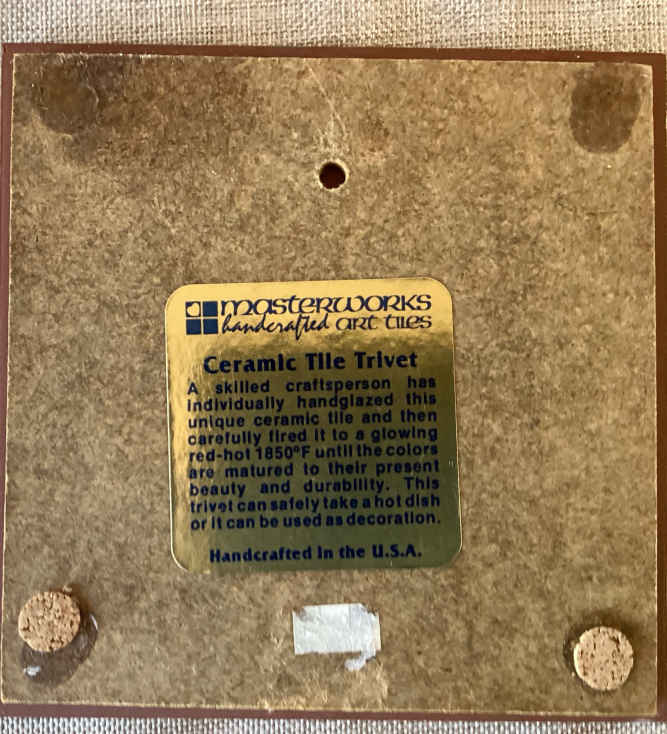 masterworks
handcrafted art tiles
Ceramic Tile Trivet
A skilled craftsperson has
individually handglazed this
unique ceramic tile and then
carefully fired it to a glowing
red-hot 1850°F until the colors
are matured to their present
beauty and durability. This
trivet can safely take a hot dish
or it can be used as decoration.
Handcrafted in the U.S.A.